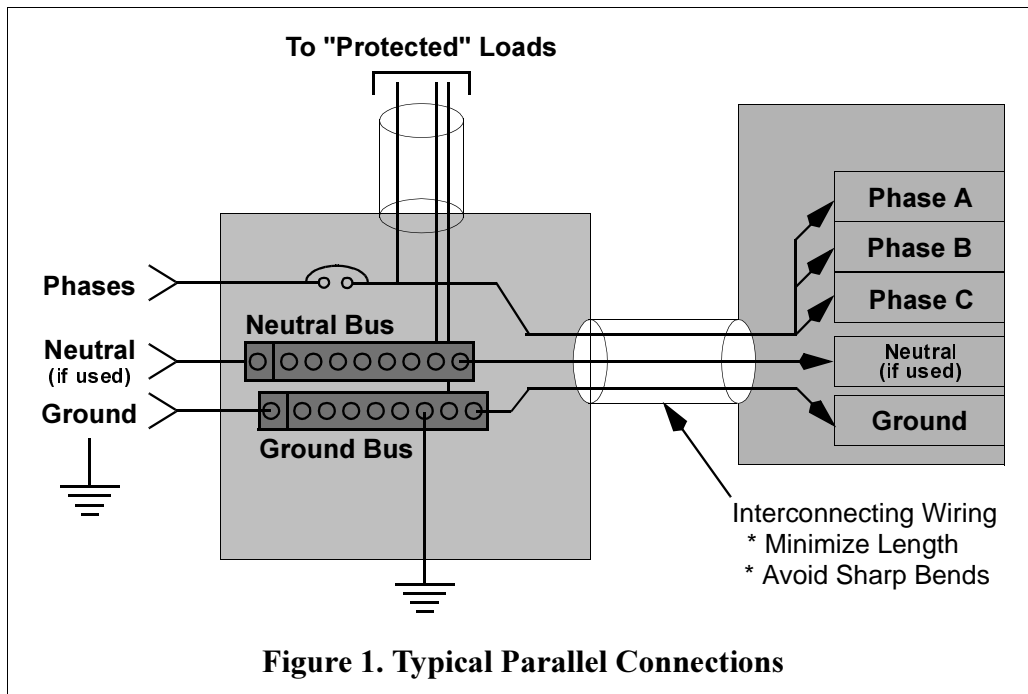 To "Protected" Loads
Phases
Neutral
(if used)
Ground
Neutral Bus
Ground Bus
Phase A
Phase B
Phase C
Neutral
(if used)
Ground
Interconnecting Wiring
* Minimize Length
* Avoid Sharp Bends
Figure 1. Typical Parallel Connections